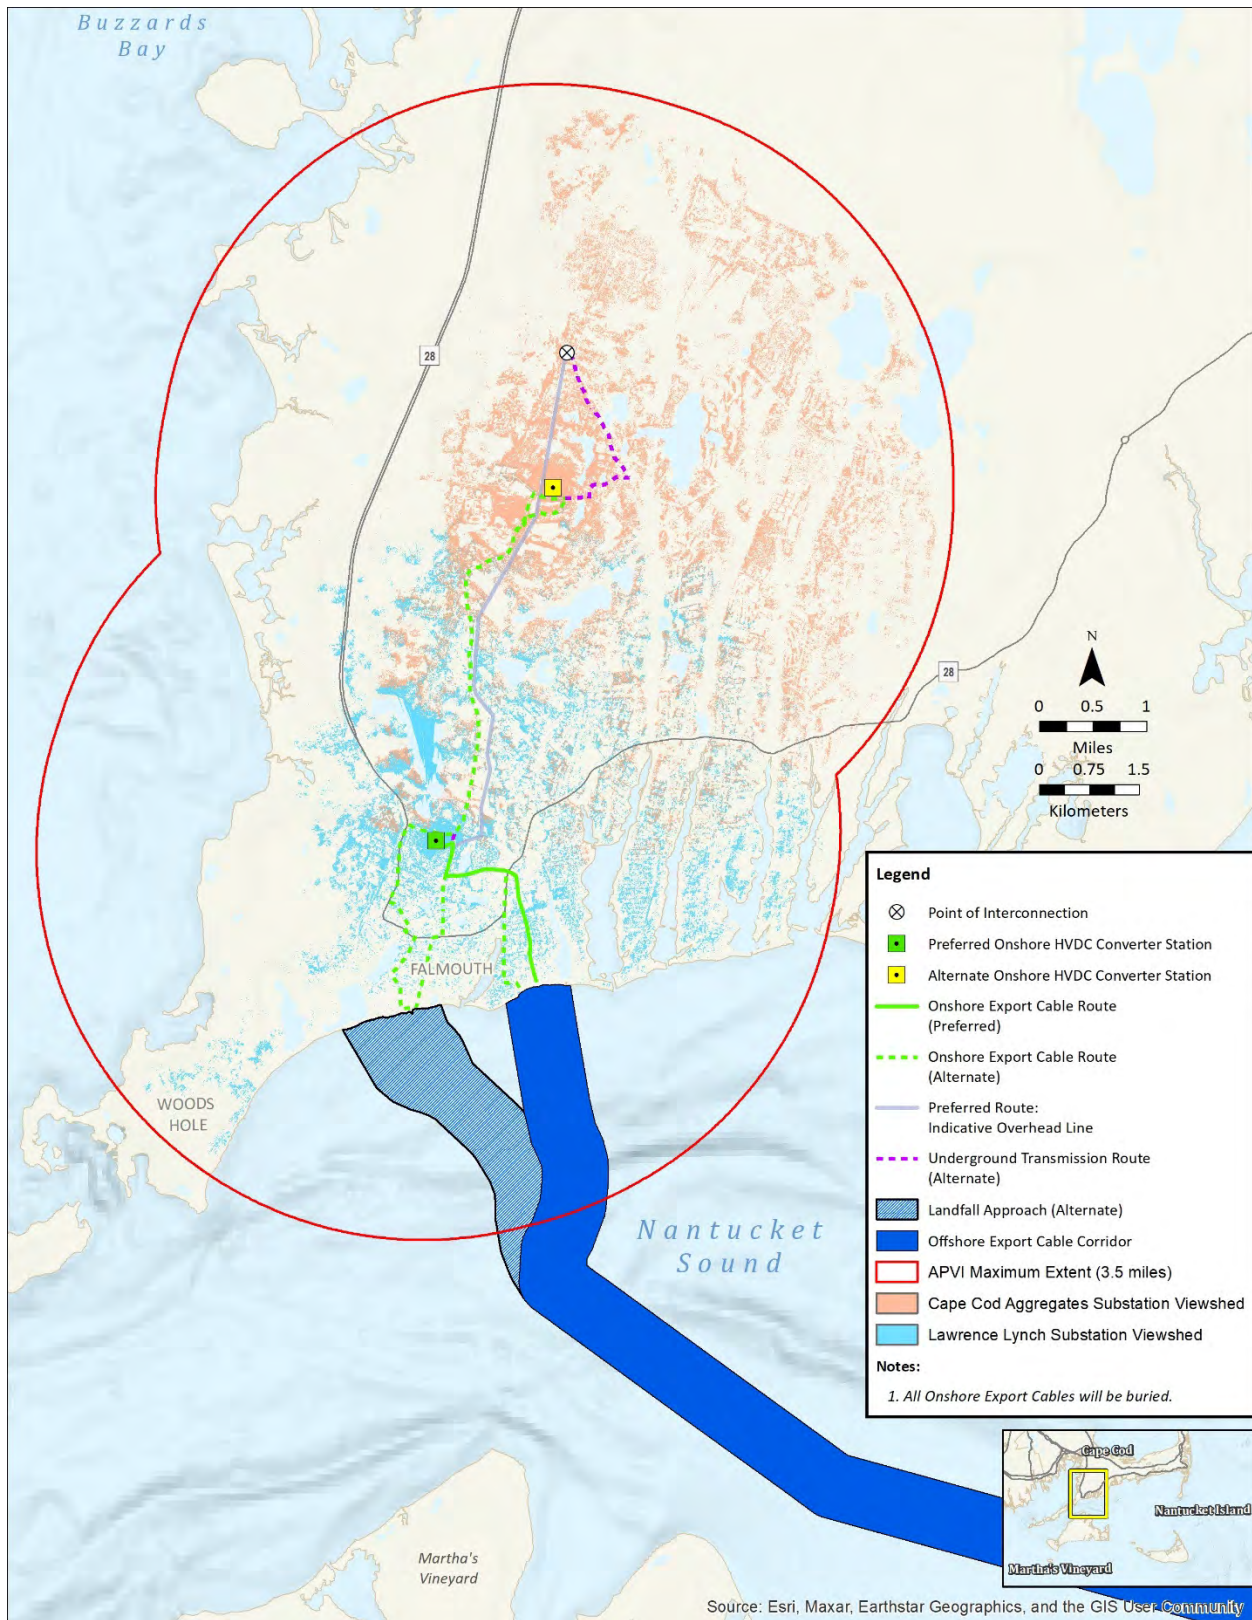 Buzzards
Bay
28
28
N
0 0.5 1
Miles
0 0.75 1.5
Kilometers
FALMOUTH
WOODS
HOLE
Nantucket
Sound
Martha's
Vineyard
Legend
Point of Interconnection
Preferred Onshore HVDC Converter Station
Alternate Onshore HVDC Converter Station
Onshore Export Cable Route
(Preferred)
Onshore Export Cable Route
(Alternate)
Preferred Route:
Indicative Overhead Line
Underground Transmission Route
(Alternate)
Landfall Approach (Alternate)
Offshore Export Cable Corridor
APVI Maximum Extent (3.5 miles)
Cape Cod Aggregates Substation Viewshed
Lawrence Lynch Substation Viewshed
Notes:
1. All Onshore Export Cables will be buried.
Cape Cod
Nantucket Island
Martha's Vineyard
Source: Esri, Maxar, Earthstar Geographics, and the GIS User Community